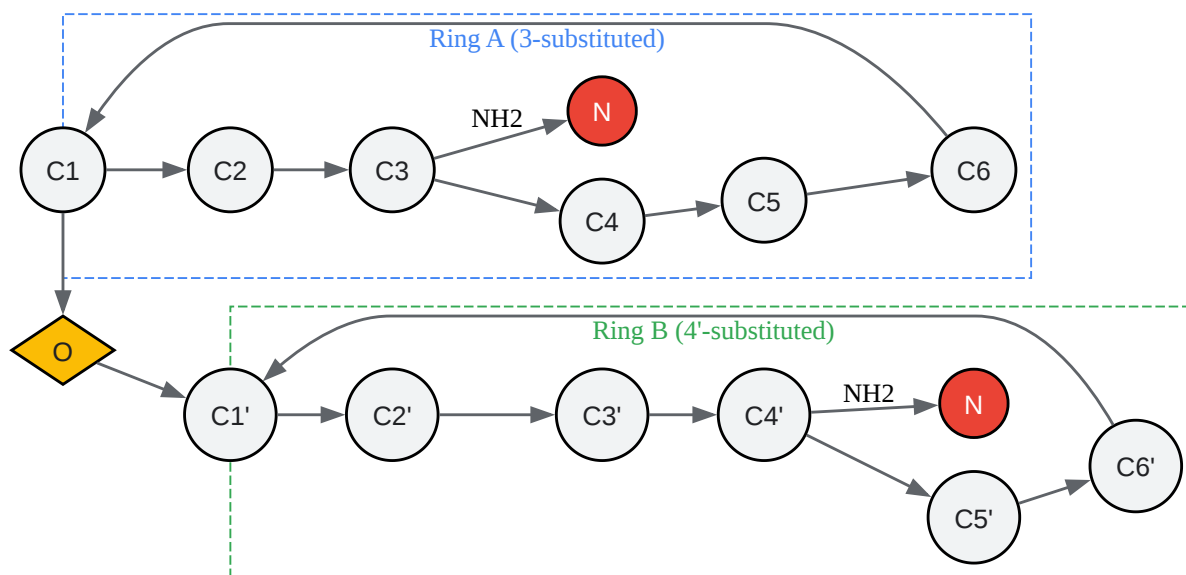 Ring A (3-substituted)
NH2
N
C1
C2
C3
C4
C5
C6
O
Ring B (4'-substituted)
NH2
N
C1'
C2'
C3'
C4'
C5'
C6'